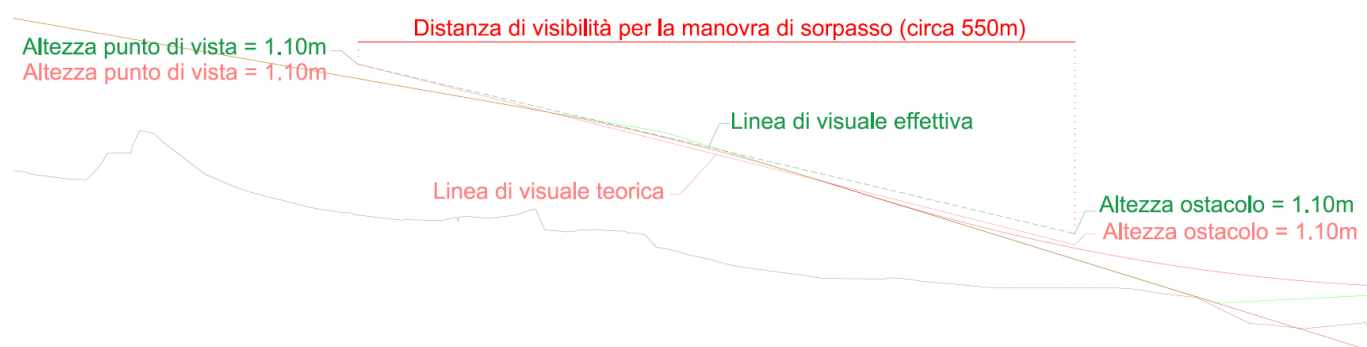 Distanza di visibilità per la manovra di sorpasso (circa 550m)
Altezza punto di vista = 1.10m
Altezza punto di vista = 1.10m
Linea di visuale effettiva
Linea di visuale teorica
Altezza ostacolo = 1.10m
Altezza ostacolo = 1.10m